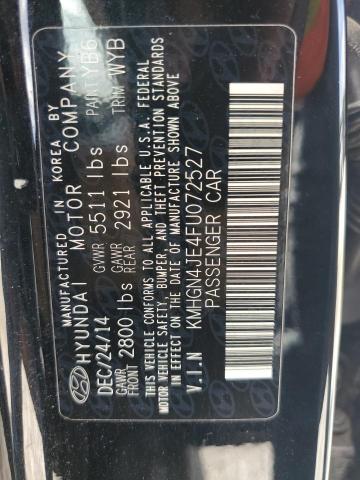 MANUFACTURED IN KOREA BY
HYUNDAI MOTOR COMPANY
DEC/24/14 GVWR 5511 lbs PAINT YB6
GAWR FRONT 2800 lbs GAWR REAR 2921 lbs TRIM WYB
THIS VEHICLE CONFORMS TO ALL APPLICABLE U.S.A. FEDERAL
MOTOR VEHICLE SAFETY, BUMPER, AND THEFT PREVENTION STANDARDS
IN EFFECT ON THE DATE OF MANUFACTURE SHOWN ABOVE
V.I.N KMHGN4JE4FU072527
PASSENGER CAR